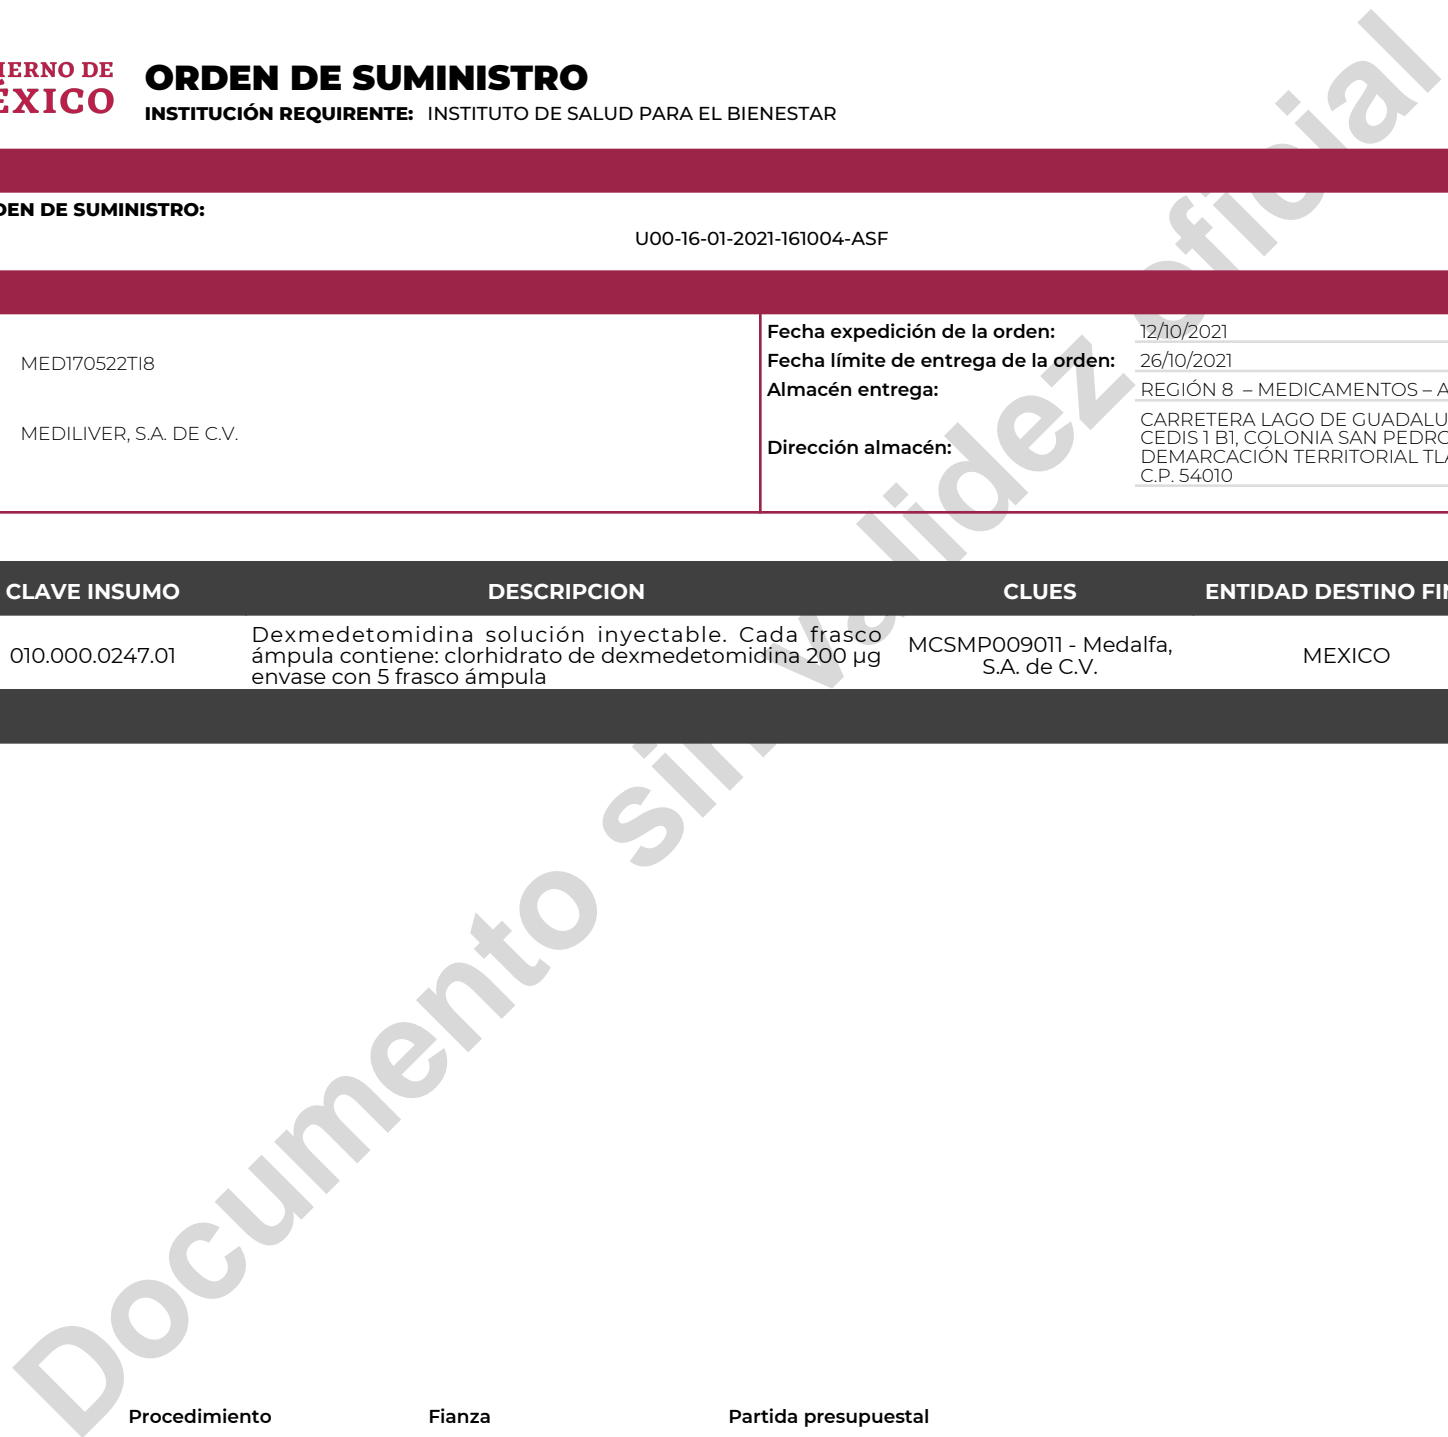 IERNO DE
ÉXICO
ORDEN DE SUMINISTRO
INSTITUCIÓN REQUIRENTE: INSTITUTO DE SALUD PARA EL BIENESTAR
DEN DE SUMINISTRO:
U00-16-01-2021-161004-ASF
MED170522TI8
MEDILIVER, S.A. DE C.V.
Fecha expedición de la orden: 12/10/2021
Fecha límite de entrega de la orden: 26/10/2021
Almacén entrega: REGIÓN 8 – MEDICAMENTOS – A
Dirección almacén:
CARRETERA LAGO DE GUADALU
CEDIS 1 B1, COLONIA SAN PEDRO
DEMARCACIÓN TERRITORIAL TLA
C.P. 54010
CLAVE INSUMO DESCRIPCION CLUES ENTIDAD DESTINO FIN
010.000.0247.01
Dexmedetomidina solución inyectable. Cada frasco
ámpula contiene: clorhidrato de dexmedetomidina 200 µg
envase con 5 frasco ámpula
MCSMP009011 - Medalfa,
S.A. de C.V.
MEXICO
Documento sin validez oficial
Procedimiento Fianza Partida presupuestal